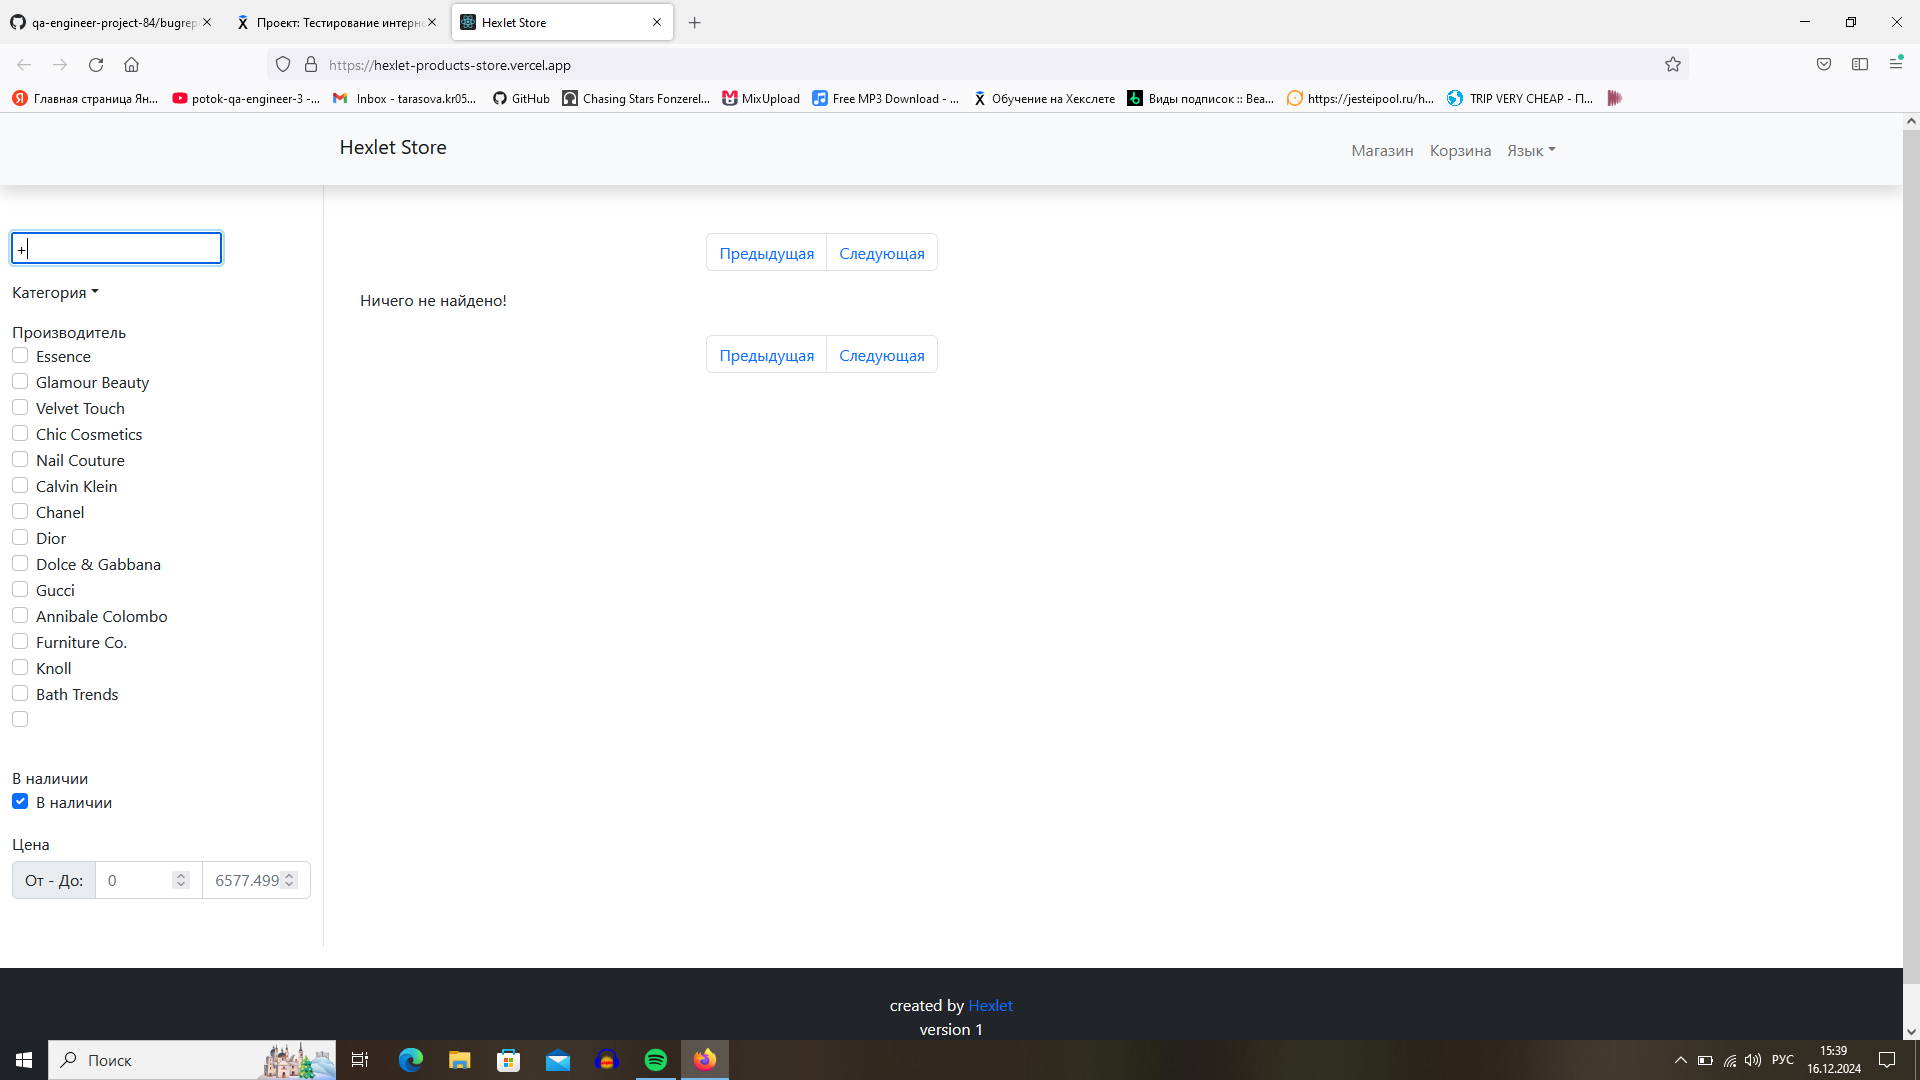 qa-engineer-project-84/bugrep
Проект: Тестирование интерне
Hexlet Store
https://hexlet-products-store.vercel.app
Главная страница Ян...
potok-qa-engineer-3 -...
Inbox - tarasova.kr05...
GitHub
Chasing Stars Fonzerel...
MixUpload
Free MP3 Download - ...
Обучение на Хекслете
Виды подписок :: Bea...
https://jesteipool.ru/h...
TRIP VERY CHEAP - П...
Hexlet Store
Магазин
Корзина
Язык
+
Категория
Производитель
Essence
Glamour Beauty
Velvet Touch
Chic Cosmetics
Nail Couture
Calvin Klein
Chanel
Dior
Dolce & Gabbana
Gucci
Annibale Colombo
Furniture Co.
Knoll
Bath Trends
В наличии
В наличии
Цена
От - До:
0
6577.499
Предыдущая
Следующая
Ничего не найдено!
Предыдущая
Следующая
created by Hexlet
version 1
Поиск
РУС
15:39
16.12.2024